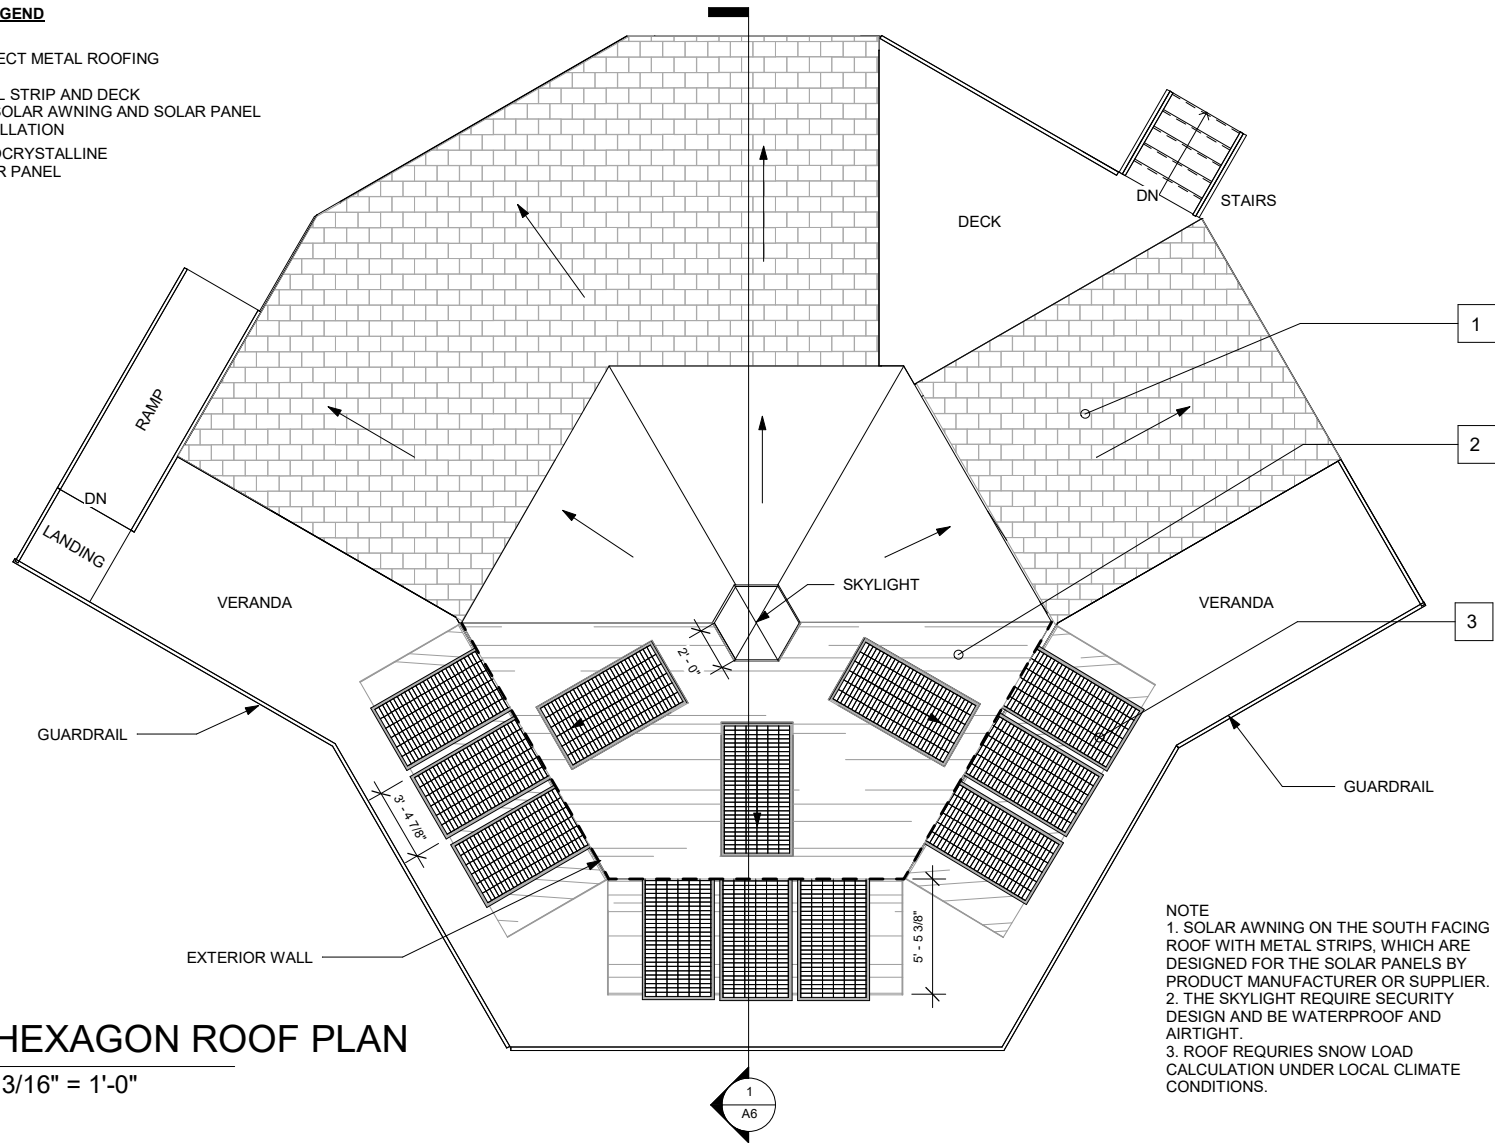 GEND
ECT METAL ROOFING
L STRIP AND DECK
SOLAR AWNING AND SOLAR PANEL
LLATION
OCRYSTALLINE
R PANEL
DN
STAIRS
DECK
1
RAMP
2
DN
LANDING
SKYLIGHT
VERANDA
VERANDA
3
2' - 0"
GUARDRAIL
GUARDRAIL
3' - 4 7/8"
5' - 5 3/8"
EXTERIOR WALL
NOTE
1. SOLAR AWNING ON THE SOUTH FACING
ROOF WITH METAL STRIPS, WHICH ARE
DESIGNED FOR THE SOLAR PANELS BY
PRODUCT MANUFACTURER OR SUPPLIER.
2. THE SKYLIGHT REQUIRE SECURITY
DESIGN AND BE WATERPROOF AND
AIRTIGHT.
3. ROOF REQURIES SNOW LOAD
CALCULATION UNDER LOCAL CLIMATE
CONDITIONS.
HEXAGON ROOF PLAN
3/16" = 1'-0"
1
A6